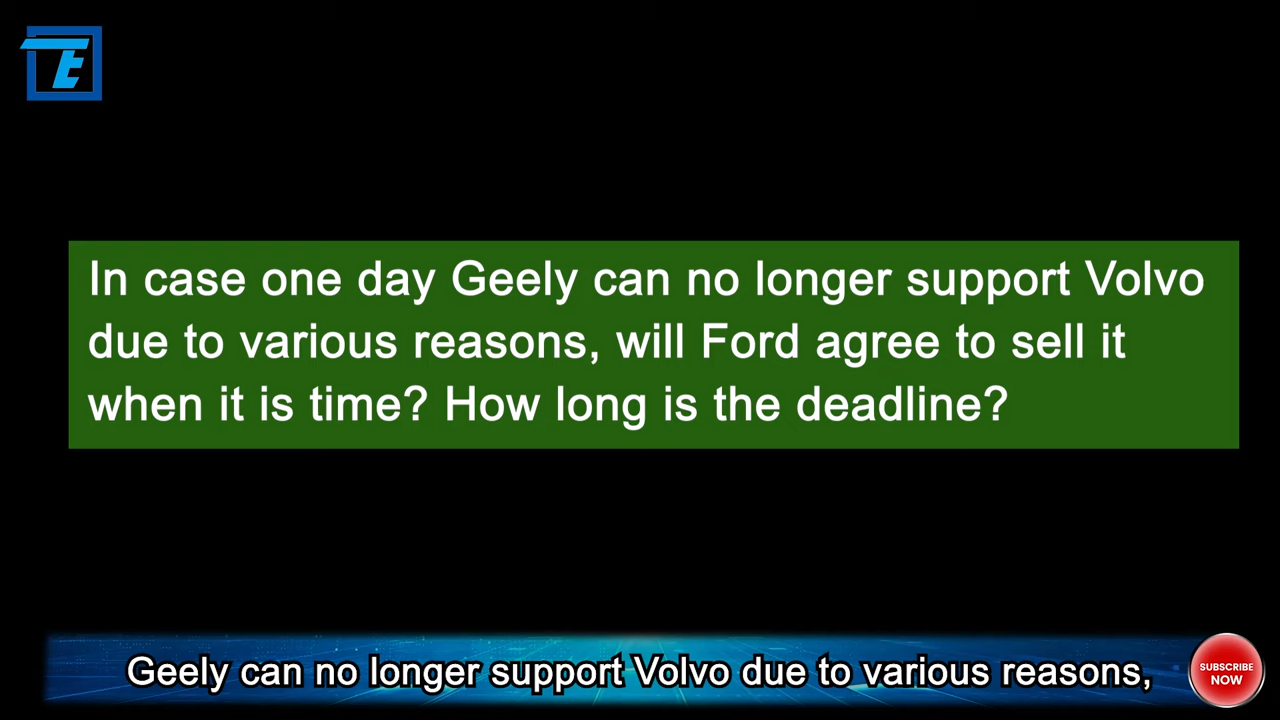 TE
In case one day Geely can no longer support Volvo
due to various reasons, will Ford agree to sell it
when it is time? How long is the deadline?
Geely can no longer support Volvo due to various reasons,
SUBSCRIBE
NOW